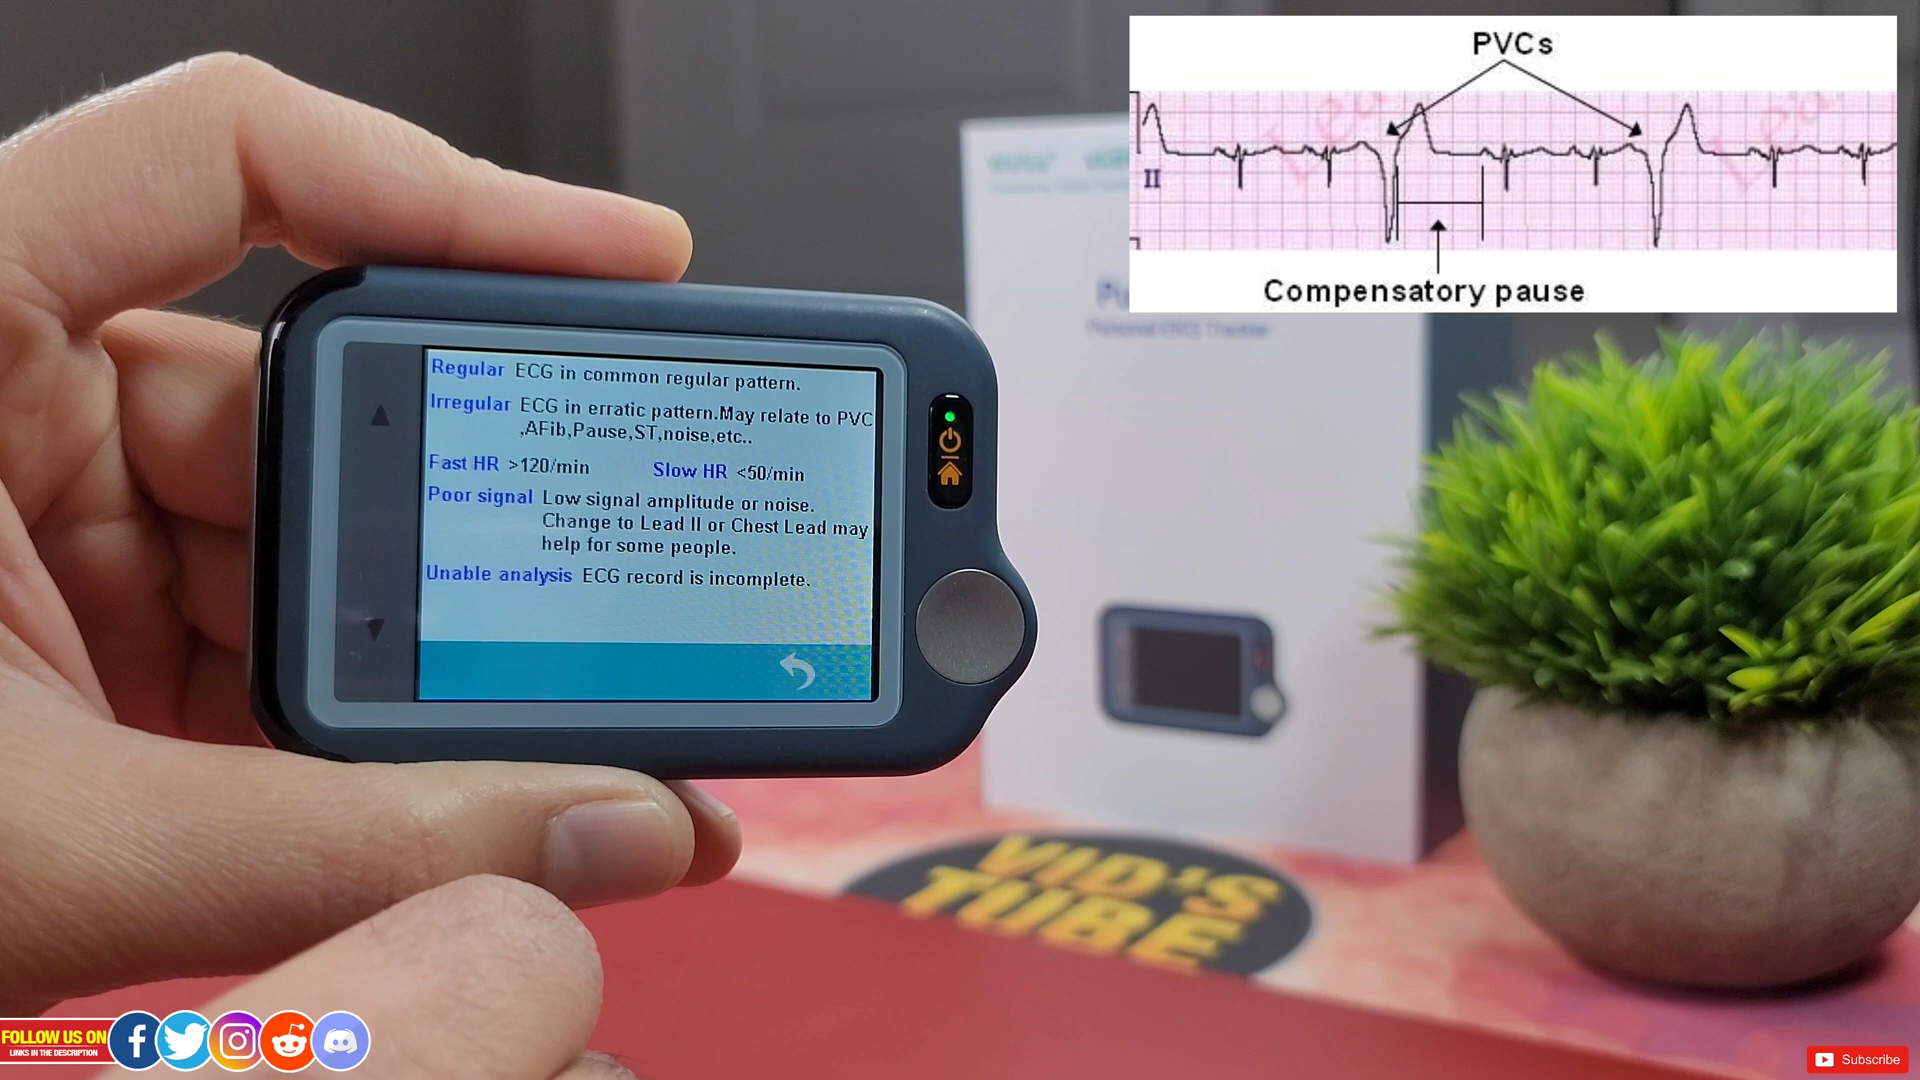 PVCs
II
Compensatory pause
Regular ECG in common regular pattern.
Irregular ECG in erratic pattern.May relate to PVC
,AFib,Pause,ST,noise,etc..
Fast HR >120/min Slow HR <50/min
Poor signal Low signal amplitude or noise.
Change to Lead II or Chest Lead may
help for some people.
Unable analysis ECG record is incomplete.
Personal EKG Tracker
VID'S
TUBE
FOLLOW US ON
LINKS IN THE DESCRIPTION
Subscribe